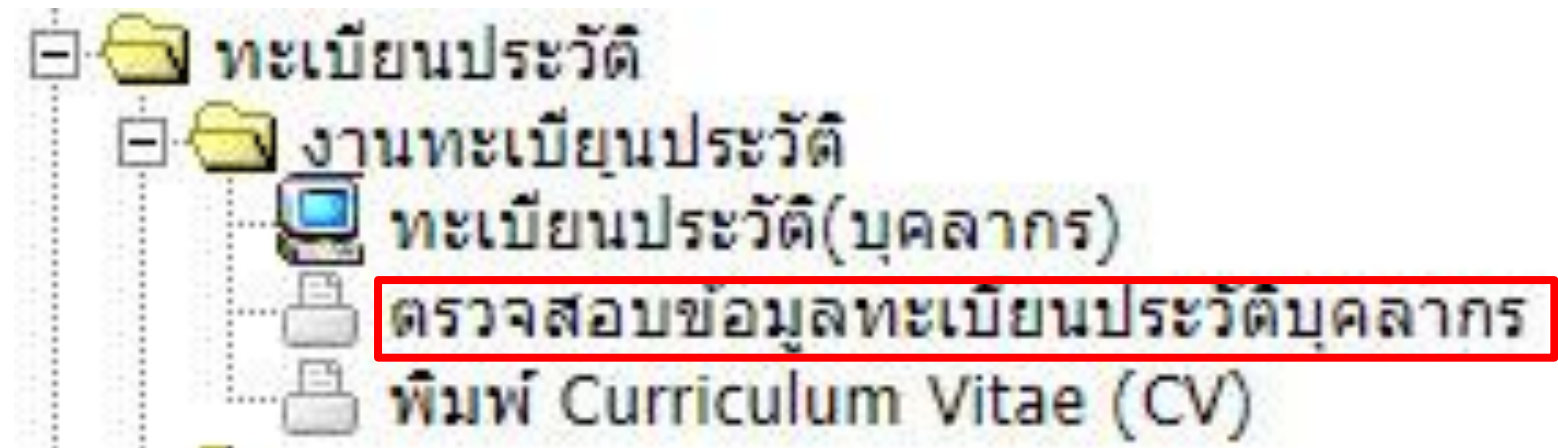 ทะเบียนประวัติ
งานทะเบียนประวัติ
ทะเบียนประวัติ(บุคลากร)
ตรวจสอบข้อมูลทะเบียนประวัติบุคลากร
พิมพ์ Curriculum Vitae (CV)